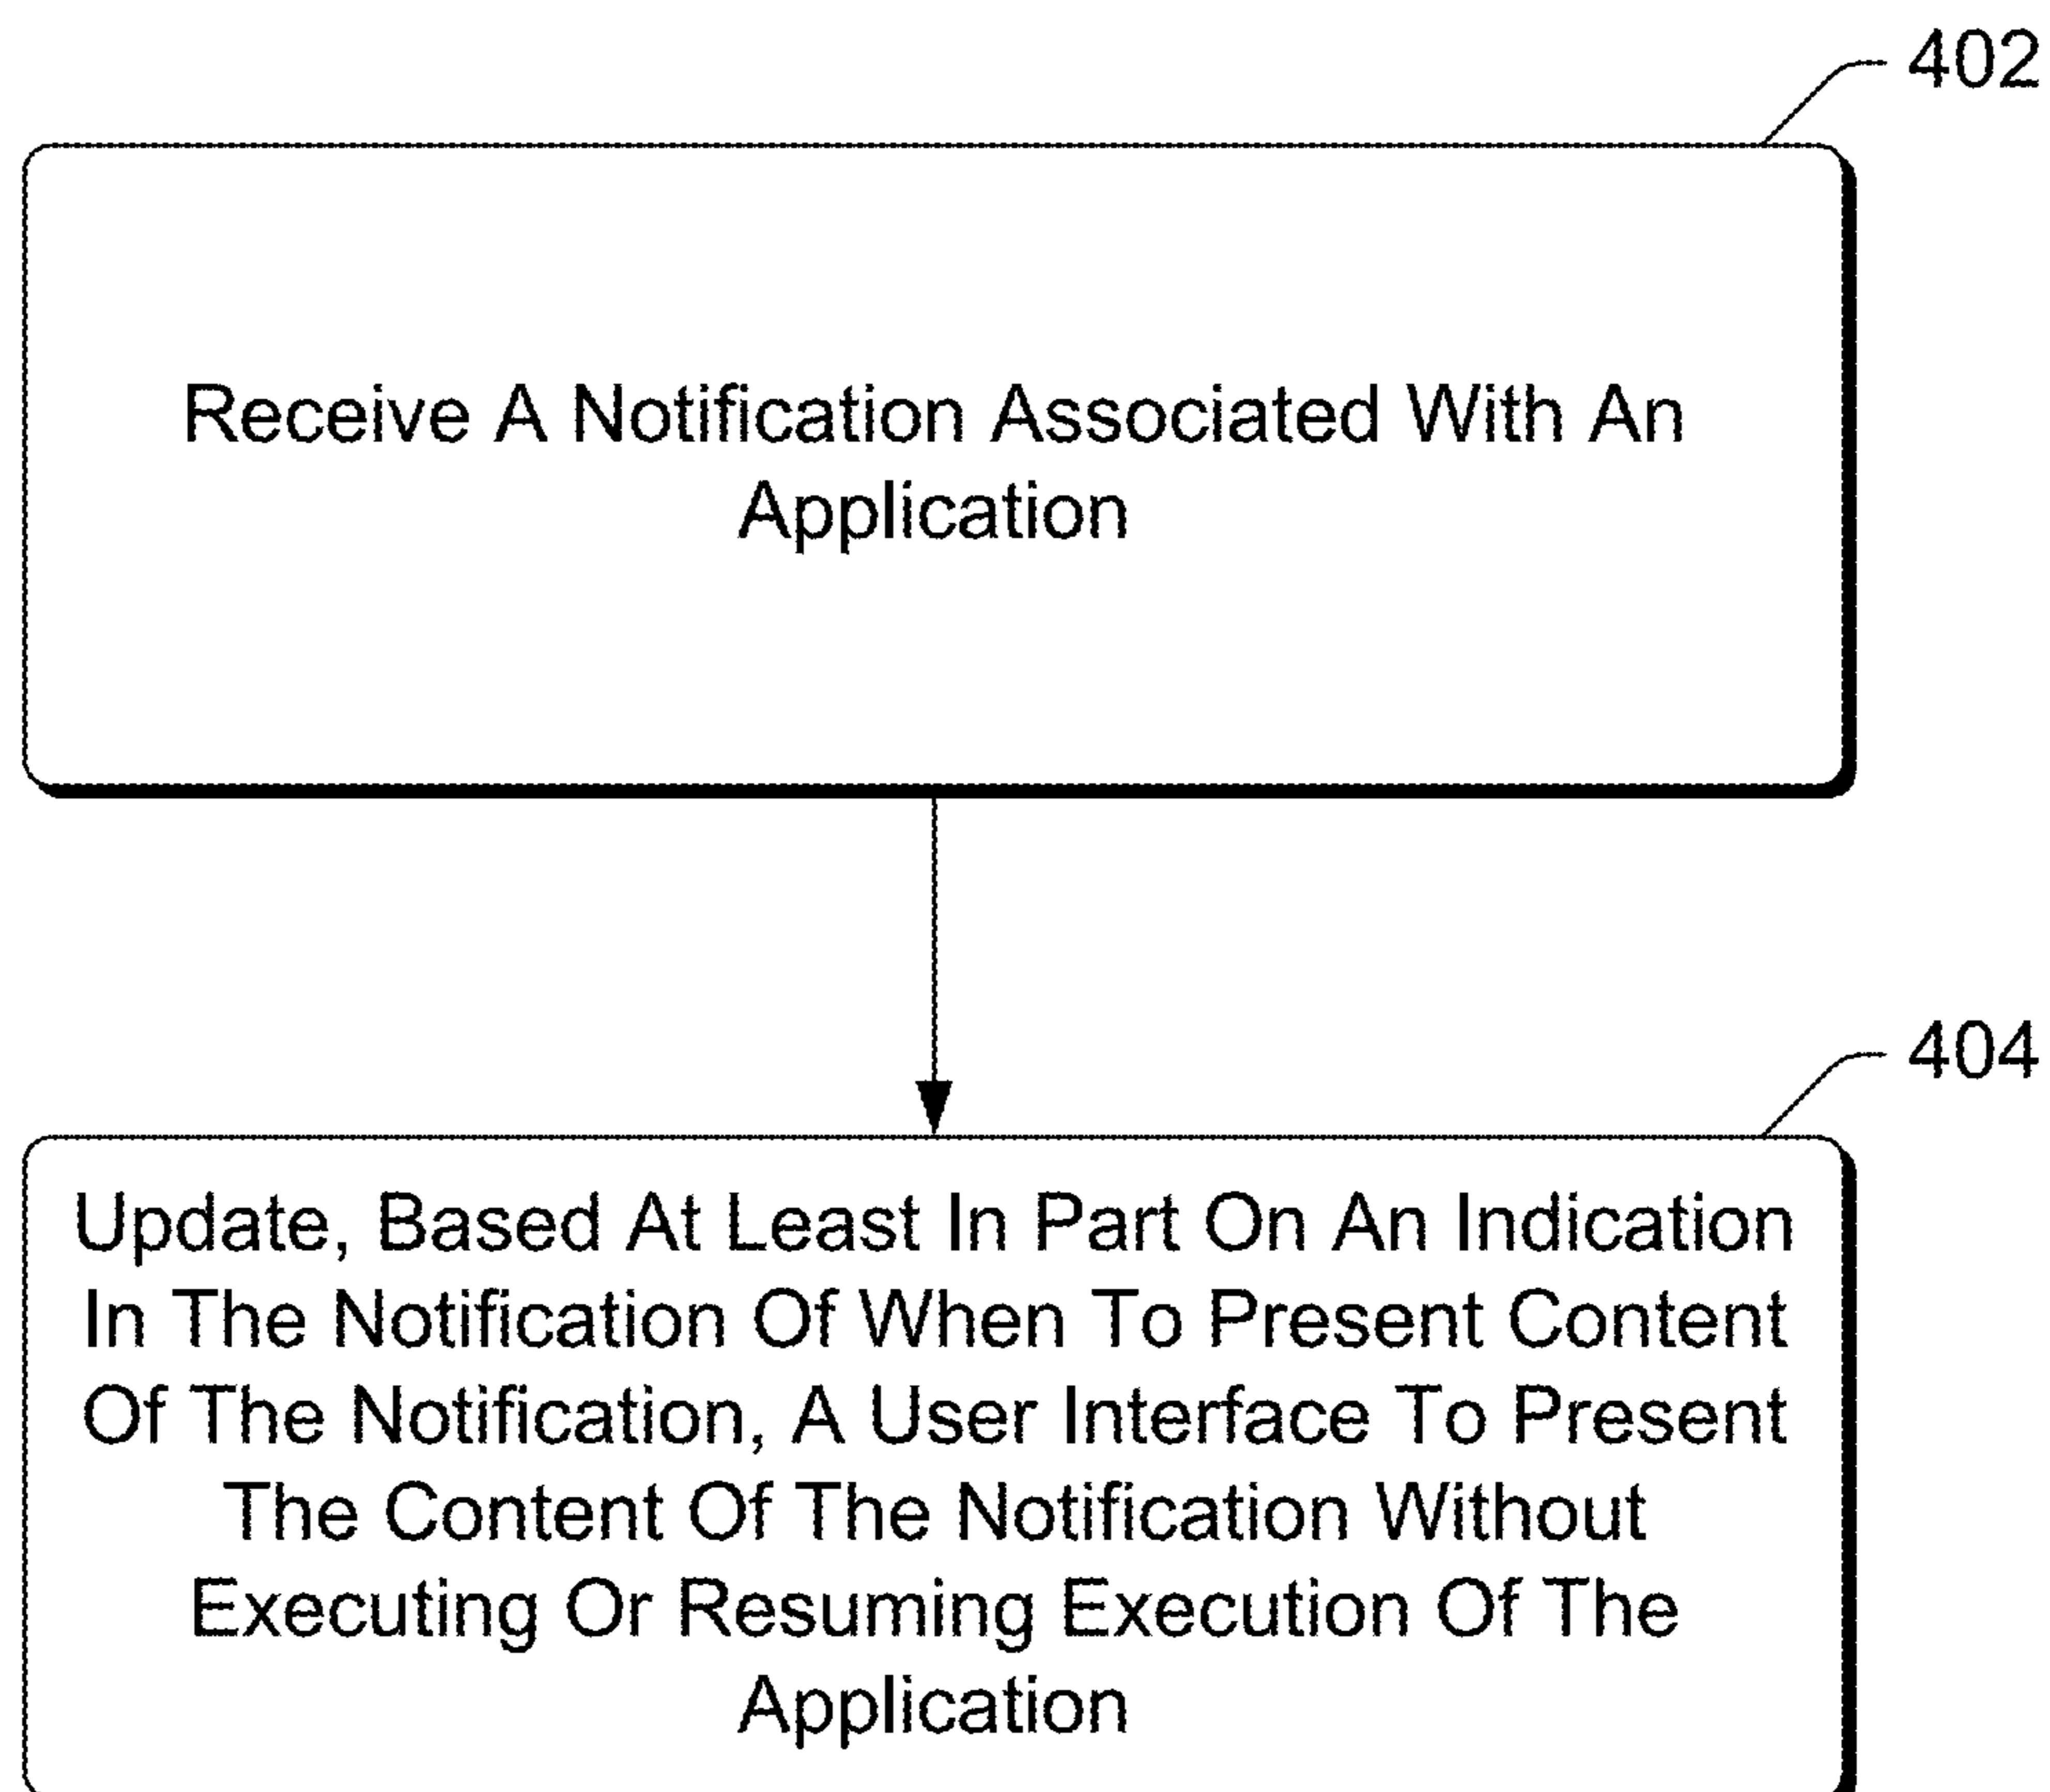 402
Receive A Notification Associated With An
Application
404
Update, Based At Least In Part On An Indication
In The Notification Of When To Present Content
Of The Notification, A User Interface To Present
The Content Of The Notification Without
Executing Or Resuming Execution Of The
Application